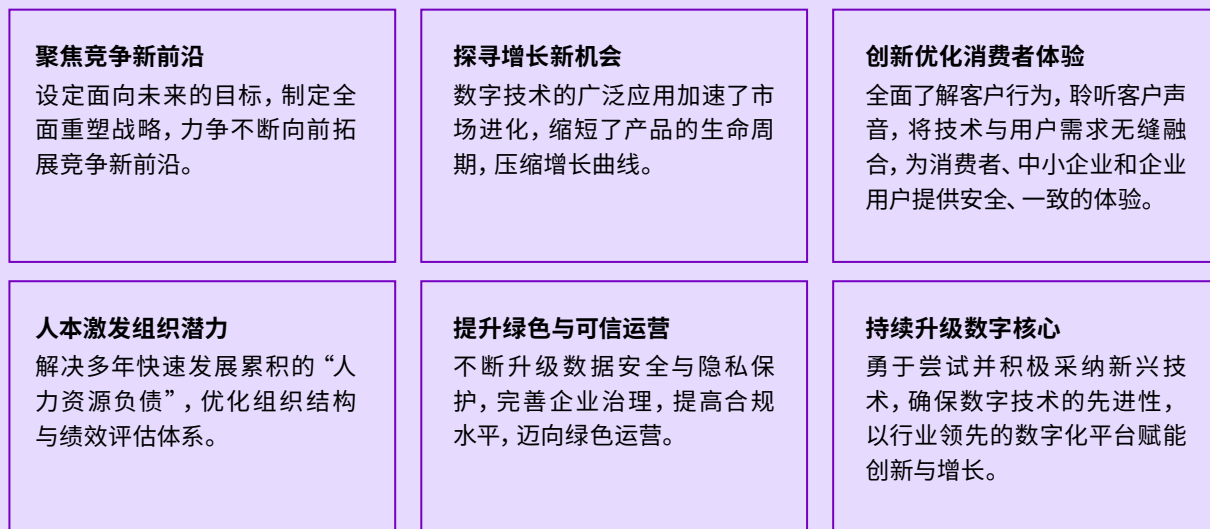 聚焦竞争新前沿
设定面向未来的目标，制定全
面重塑战略，力争不断向前拓
展竞争新前沿。
探寻增长新机会
数字技术的广泛应用加速了市
场进化，缩短了产品的生命周
期，压缩增长曲线。
创新优化消费者体验
全面了解客户行为，聆听客户声
音，将技术与用户需求无缝融
合，为消费者、中小企业和企业
用户提供安全、一致的体验。
人本激发组织潜力
解决多年快速发展累积的“人
力资源负债”，优化组织结构
与绩效评估体系。
提升绿色与可信运营
不断升级数据安全与隐私保
护，完善企业治理，提高合规
水平，迈向绿色运营。
持续升级数字核心
勇于尝试并积极采纳新兴技
术，确保数字技术的先进性，
以行业领先的数字化平台赋能
创新与增长。